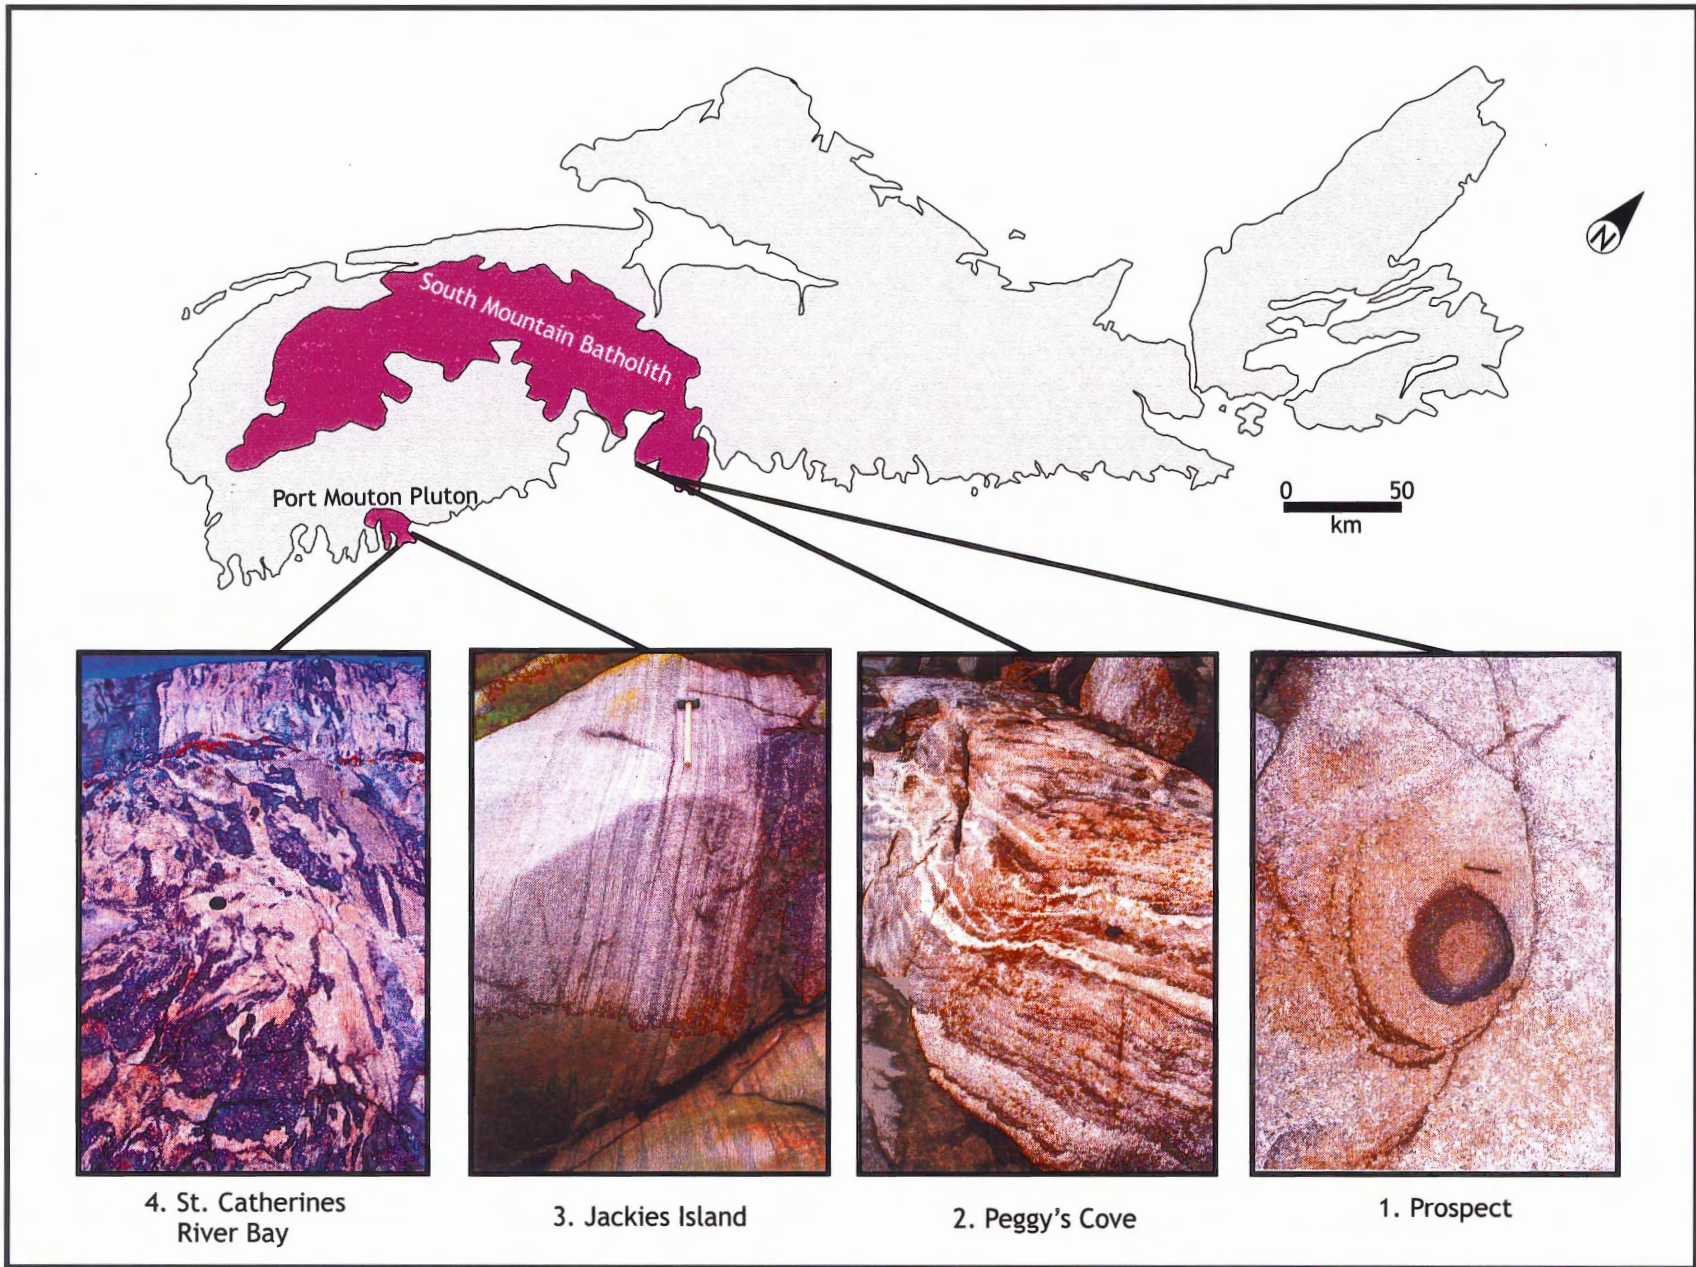 South Mountain Batholith
N
Port Mouton Pluton
0 50
km
4. St. Catherines
River Bay
3. Jackies Island
2. Peggy's Cove
1. Prospect